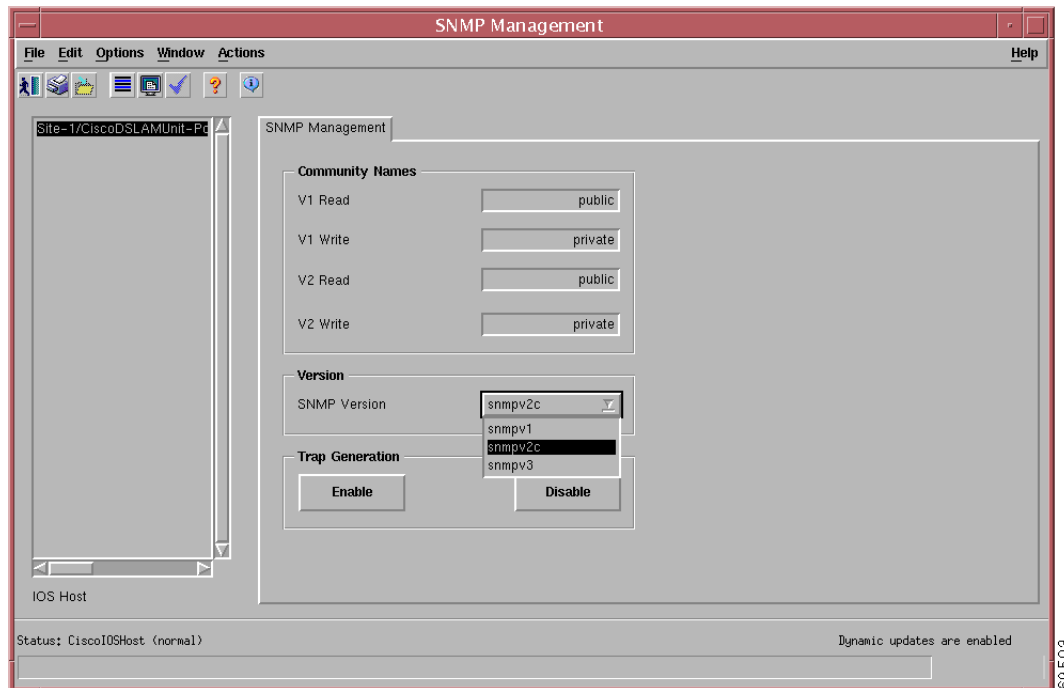 SNMP Management
File Edit Options Window Actions Help
Site-1/CiscoDSLAMUnit-Po
SNMP Management
Community Names
V1 Read public
V1 Write private
V2 Read public
V2 Write private
Version
SNMP Version snmpv2c
snmpv1
snmpv2c
snmpv3
Trap Generation
Enable Disable
IOS Host
Status: CiscoIOSHost (normal) Dynamic updates are enabled